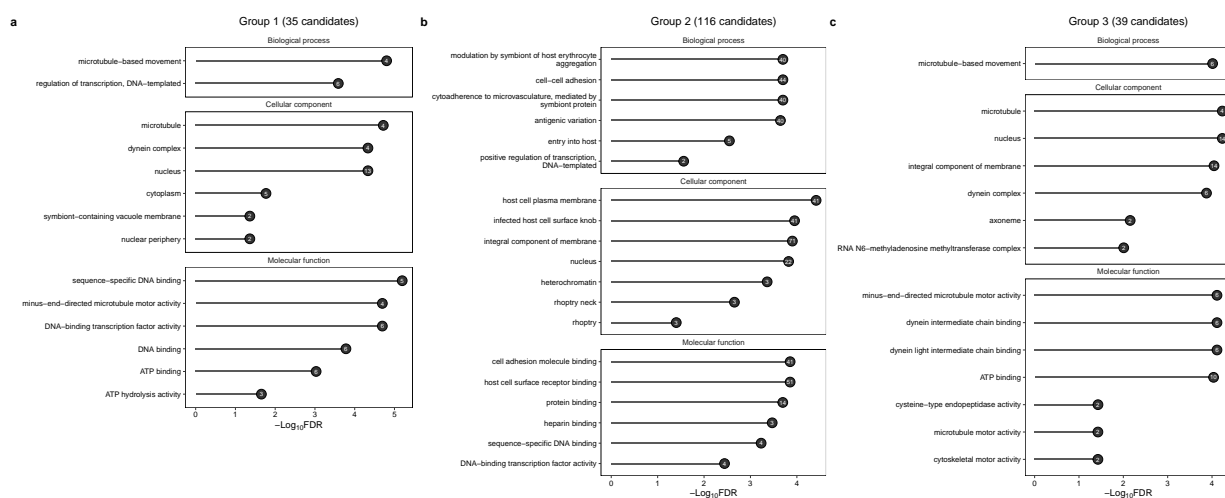 a
Group 1 (35 candidates)
Biological process
microtubule−based movement
4
regulation of transcription, DNA−templated
6
Cellular component
microtubule
4
dynein complex
4
nucleus
13
cytoplasm
5
symbiont−containing vacuole membrane
2
nuclear periphery
2
Molecular function
sequence−specific DNA binding
5
minus−end−directed microtubule motor activity
4
DNA−binding transcription factor activity
6
DNA binding
6
ATP binding
6
ATP hydrolysis activity
3
0 1 2 3 4 5
−Log10FDR
b
Group 2 (116 candidates)
Biological process
modulation by symbiont of host erythrocyte
aggregation
40
cell−cell adhesion
44
cytoadherence to microvasculature, mediated by
symbiont protein
40
antigenic variation
40
entry into host
5
positive regulation of transcription,
DNA−templated
2
Cellular component
host cell plasma membrane
41
infected host cell surface knob
41
integral component of membrane
71
nucleus
22
heterochromatin
3
rhoptry neck
3
rhoptry
3
Molecular function
cell adhesion molecule binding
41
host cell surface receptor binding
51
protein binding
14
heparin binding
3
sequence−specific DNA binding
4
DNA−binding transcription factor activity
4
0 1 2 3 4
−Log10FDR
c
Group 3 (39 candidates)
Biological process
microtubule−based movement
6
Cellular component
microtubule
4
nucleus
14
integral component of membrane
14
dynein complex
6
axoneme
2
RNA N6−methyladenosine methyltransferase complex
2
Molecular function
minus−end−directed microtubule motor activity
6
dynein intermediate chain binding
6
dynein light intermediate chain binding
6
ATP binding
10
cysteine−type endopeptidase activity
2
microtubule motor activity
2
cytoskeletal motor activity
2
0 1 2 3 4
−Log10FDR